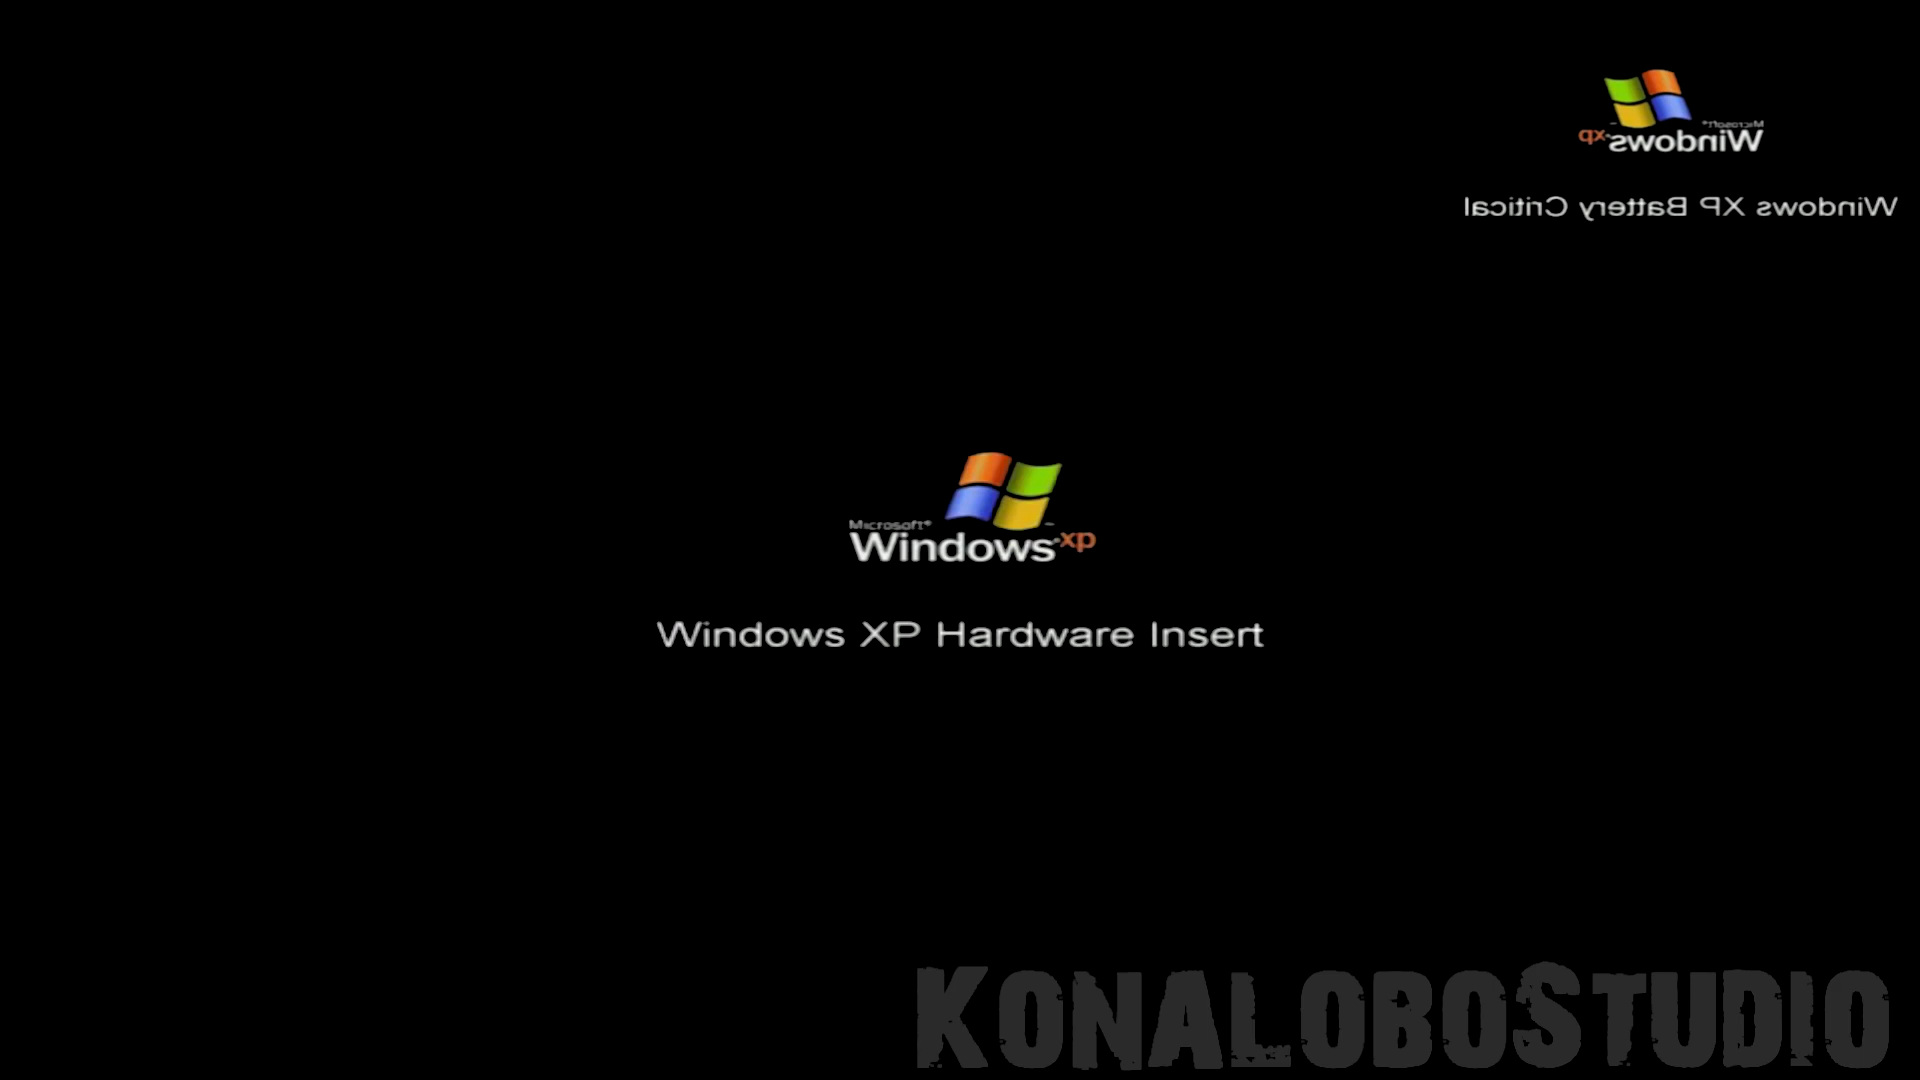 Microsoft®
Windows xp
Windows XP Battery Critical
Microsoft®
Windows xp
Windows XP Hardware Insert
KONALOBOSTUDIO